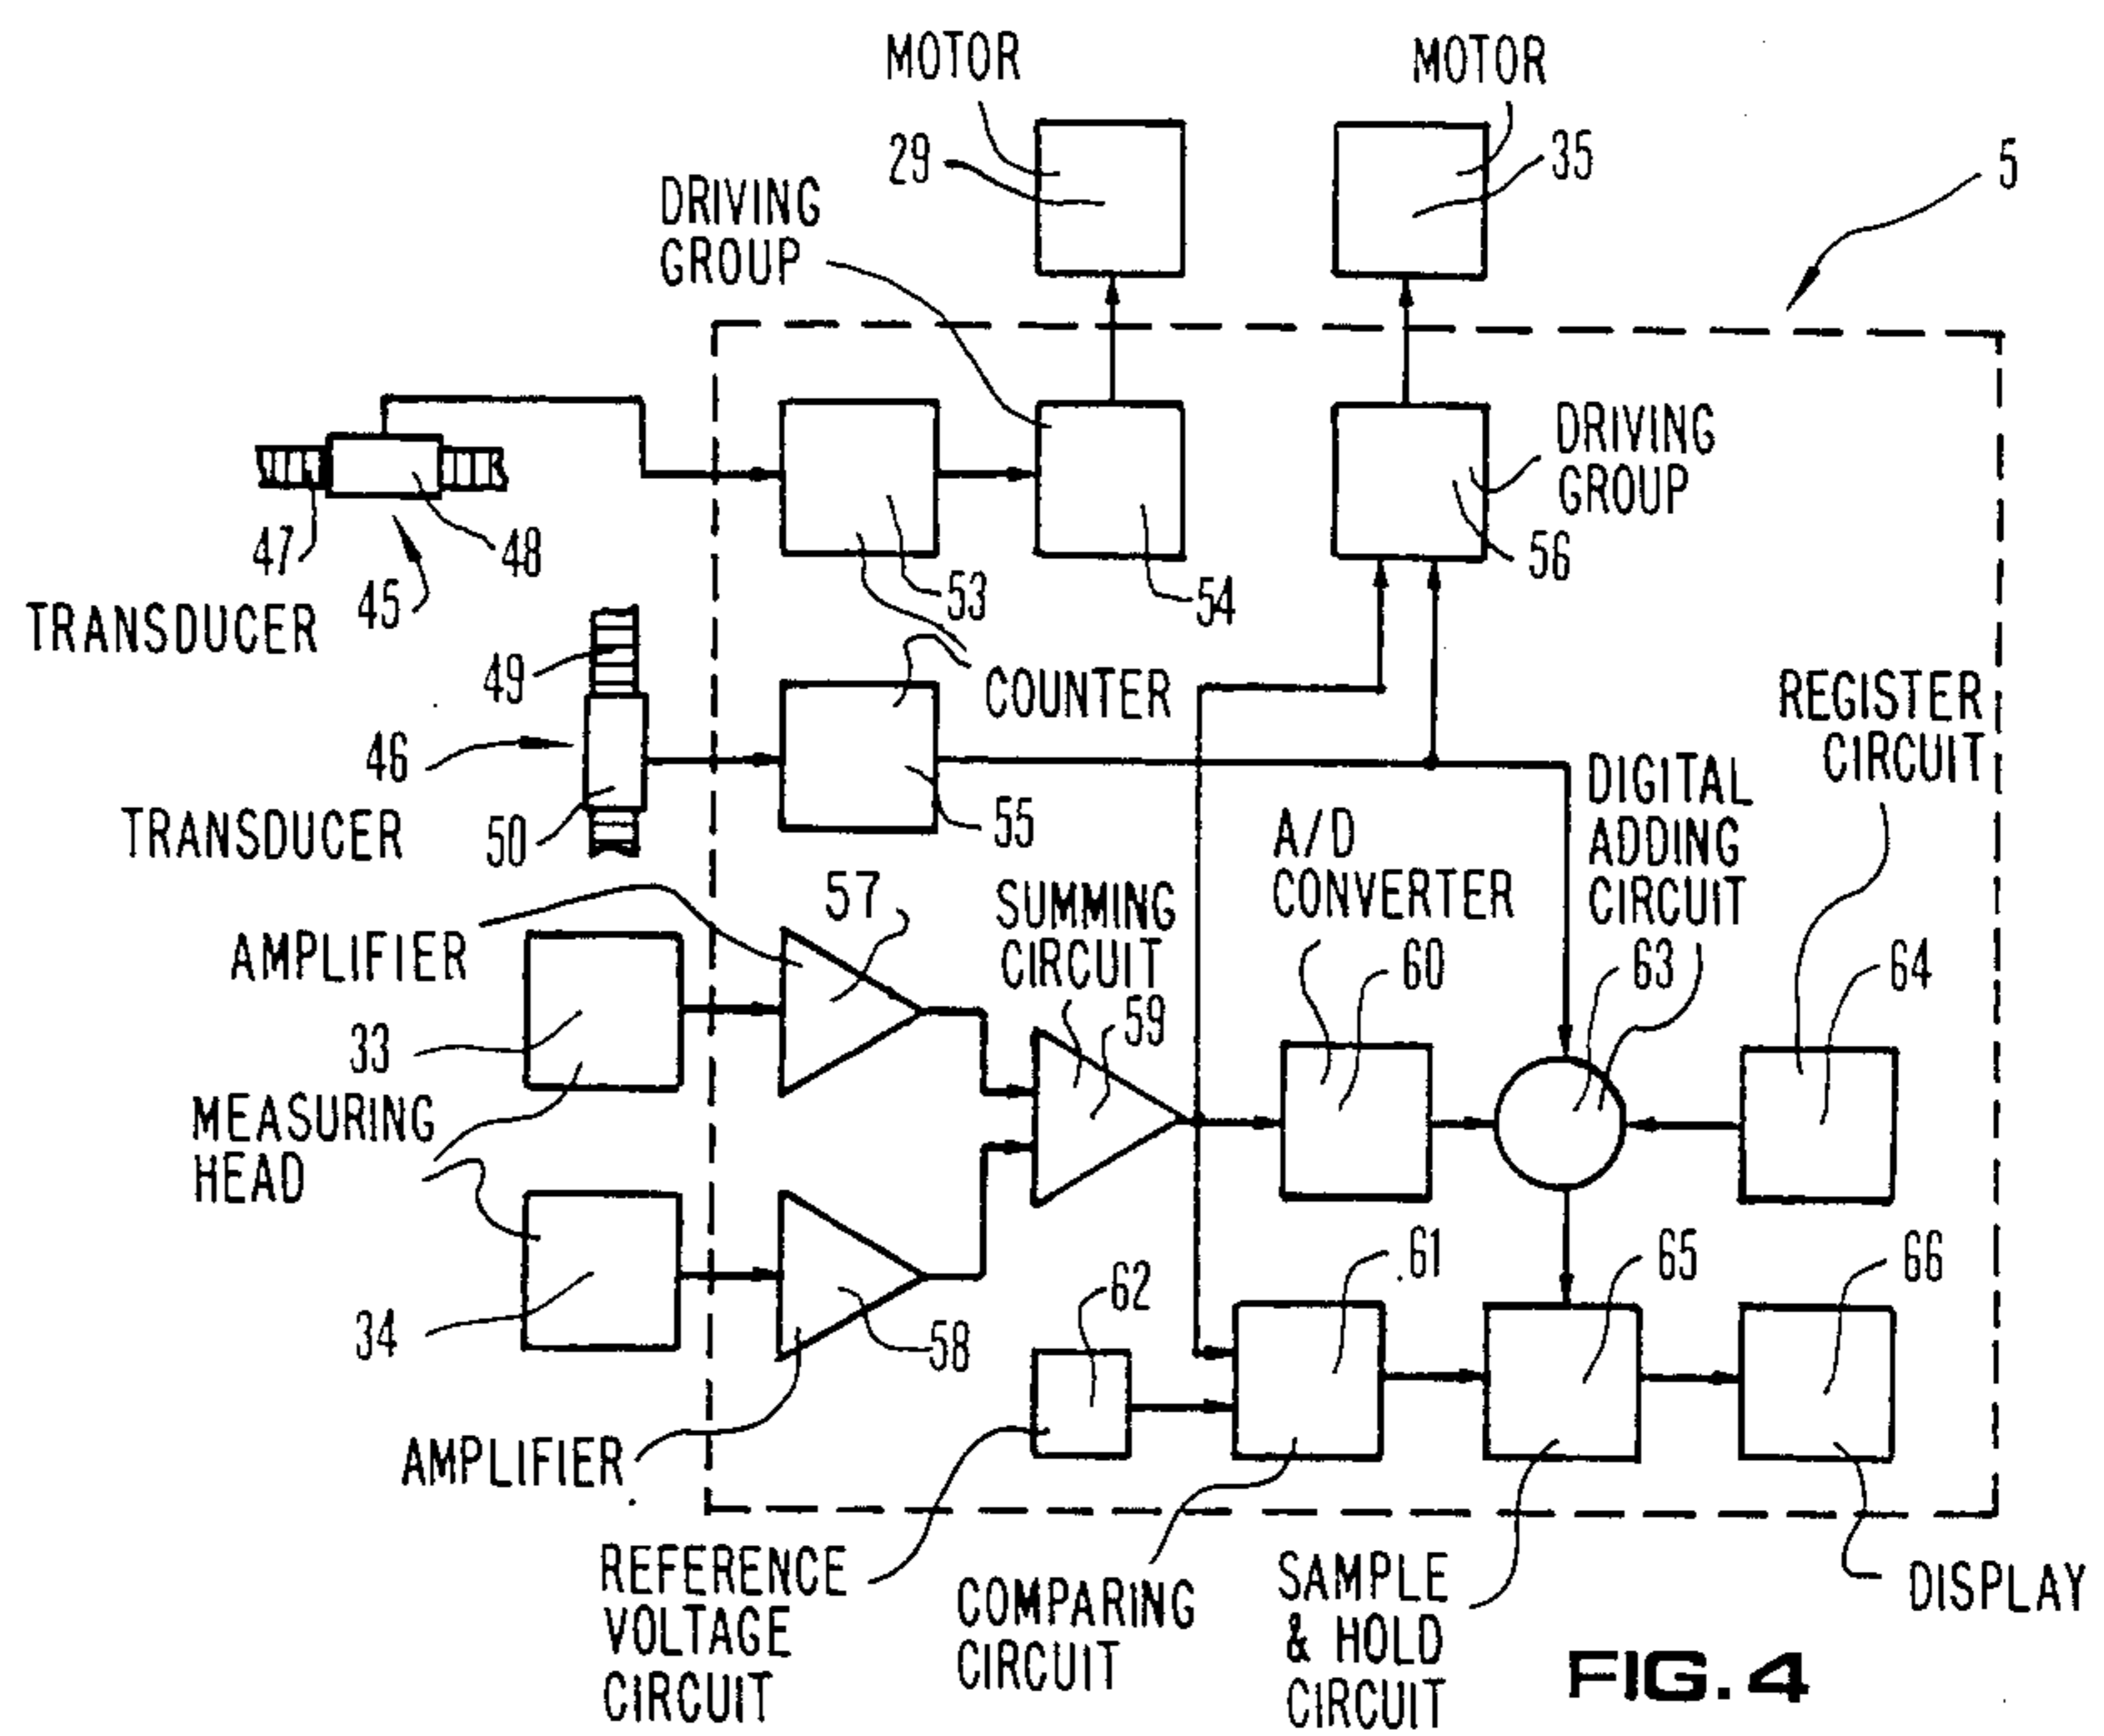 MOTOR
MOTOR
29
35
5
DRIVING
GROUP
DRIVING
GROUP
47
48
45
53
54
56
TRANSDUCER
49
COUNTER
REGISTER
CIRCUIT
46
TRANSDUCER
50
55
DIGITAL
ADDING
CIRCUIT
A/D
CONVERTER
57
SUMMING
CIRCUIT
AMPLIFIER
60
63
64
33
59
MEASURING
HEAD
61
65
66
62
34
58
AMPLIFIER
REFERENCE
VOLTAGE
CIRCUIT
COMPARING
CIRCUIT
SAMPLE
& HOLD
CIRCUIT
DISPLAY
FIG. 4